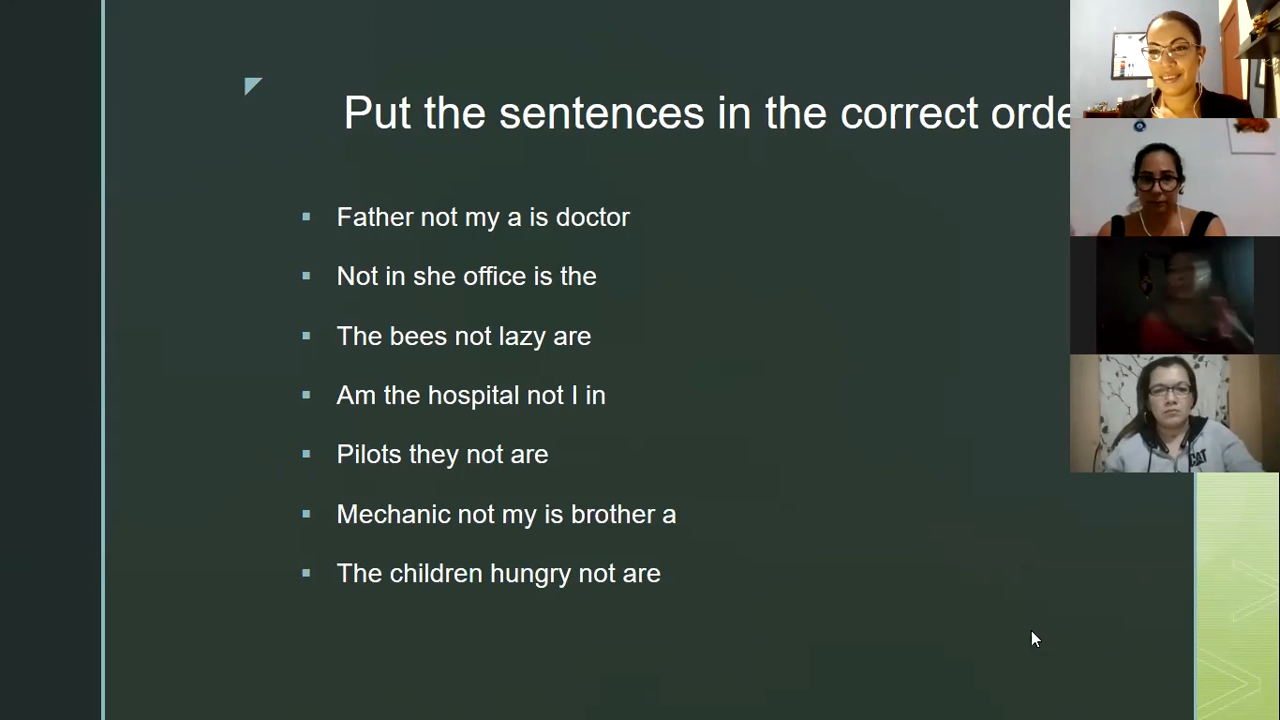 Put the sentences in the correct orde
Father not my a is doctor
Not in she office is the
The bees not lazy are
Am the hospital not I in
Pilots they not are
Mechanic not my is brother a
The children hungry not are
CAT